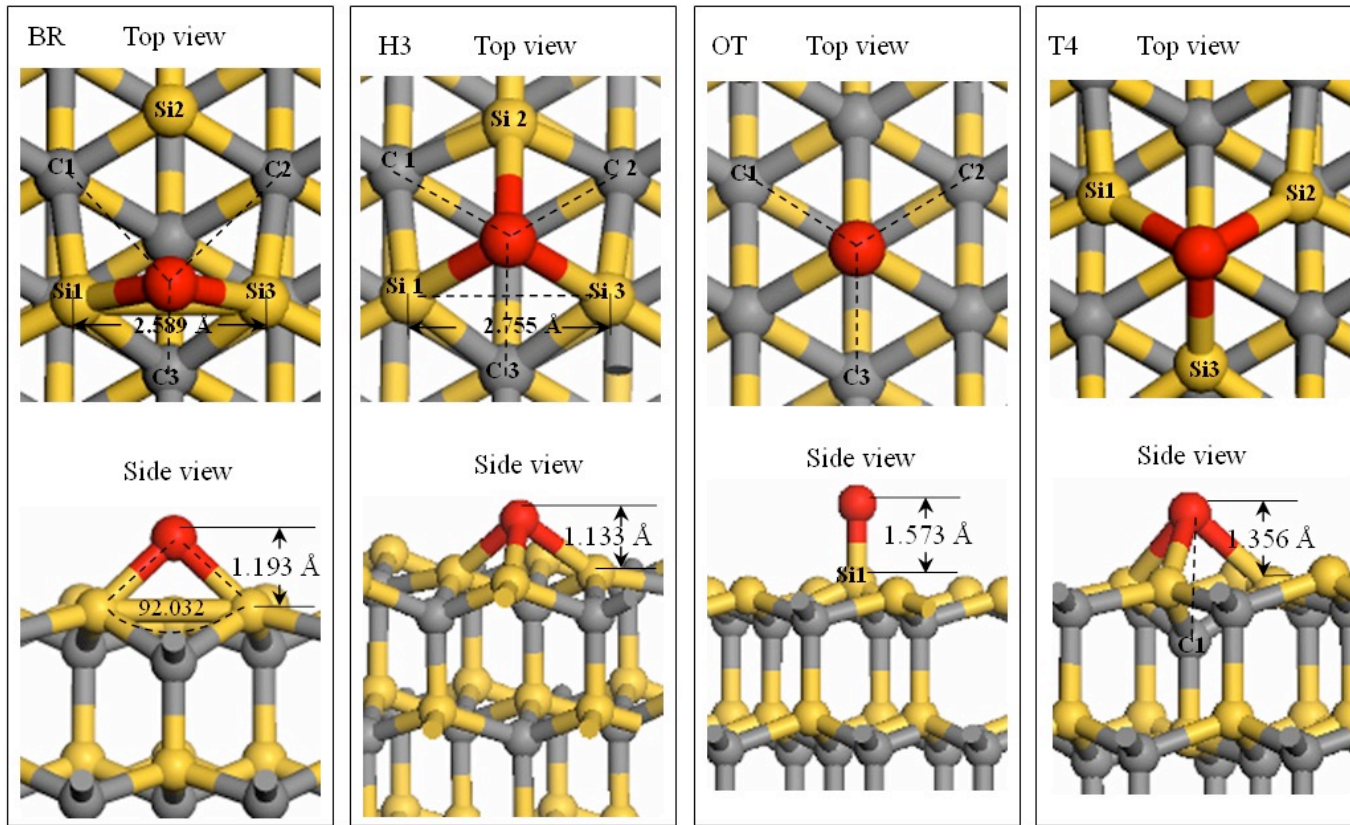 BR Top view
Si2
C1 C2
Si1 Si3
2.589 Å
C3
Side view
1.193 Å
92.032
H3 Top view
Si 2
C 1 C 2
Si 1 Si 3
2.755 Å
C 3
Side view
1.133 Å
OT Top view
C1 C2
C3
Side view
1.573 Å
Si1
T4 Top view
Si1 Si2
Si3
Side view
1.356 Å
C1